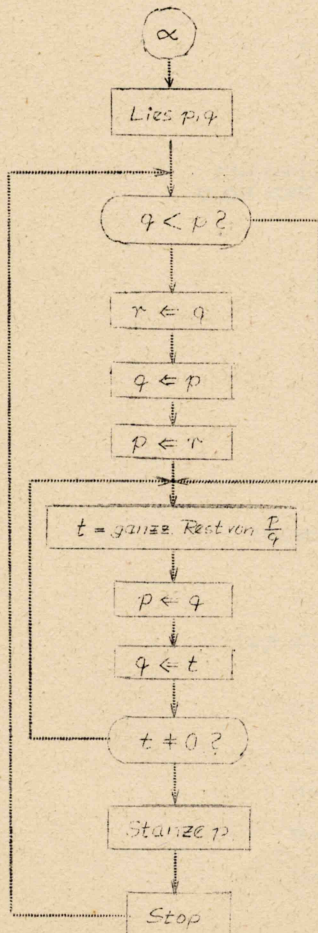 ∝
Lies p,q
q < p ?
r ⇐ q
q ⇐ p
p ⇐ r
t = ganze Rest von p/q
p ⇐ q
q ⇐ t
t ≠ 0 ?
Stanze p
Stop